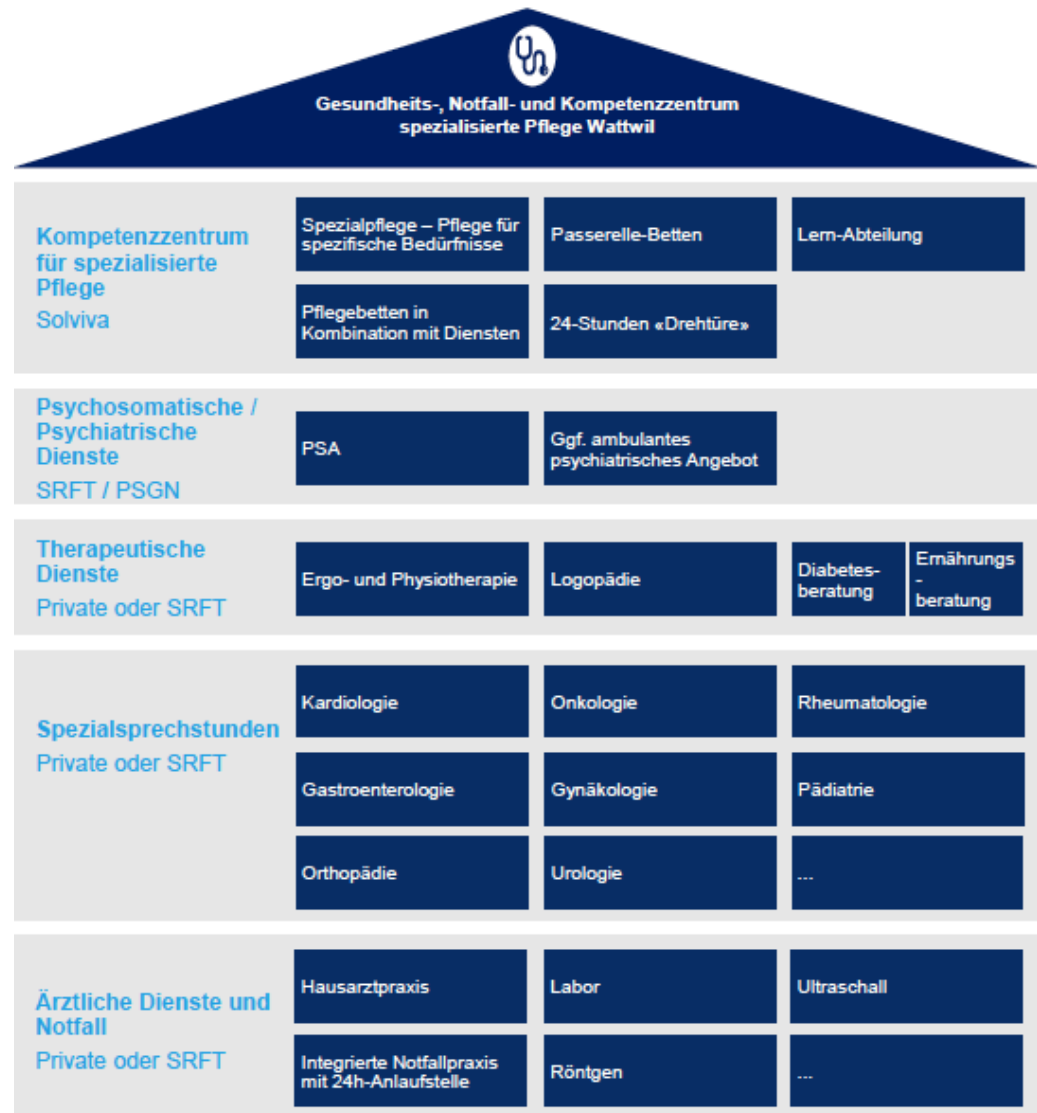 Gesundheits-, Notfall- und Kompetenzzentrum
spezialisierte Pflege Wattwil
Kompetenzzentrum
für spezialisierte
Pflege
Solviva
Spezialpflege – Pflege für
spezifische Bedürfnisse
Passerelle-Betten
Lern-Abteilung
Pflegebetten in
Kombination mit Diensten
24-Stunden «Drehtüre»
Psychosomatische /
Psychiatrische
Dienste
SRFT / PSGN
PSA
Ggf. ambulantes
psychiatrisches Angebot
Therapeutische
Dienste
Private oder SRFT
Ergo- und Physiotherapie
Logopädie
Diabetes-
beratung
Ernährungs
-
beratung
Spezialsprechstunden
Private oder SRFT
Kardiologie
Onkologie
Rheumatologie
Gastroenterologie
Gynäkologie
Pädiatrie
Orthopädie
Urologie
...
Ärztliche Dienste und
Notfall
Private oder SRFT
Hausarztpraxis
Labor
Ultraschall
Integrierte Notfallpraxis
mit 24h-Anlaufstelle
Röntgen
...